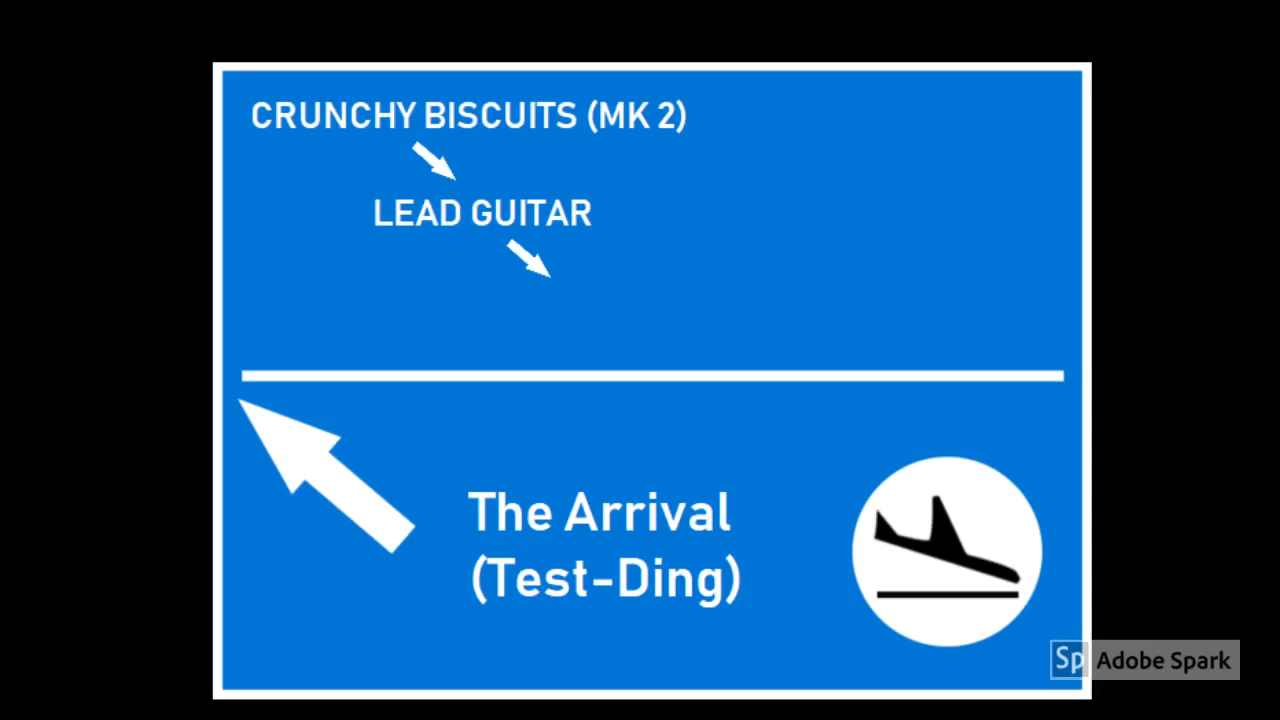 CRUNCHY BISCUITS (MK 2)
LEAD GUITAR
The Arrival
(Test-Ding)
Sp Adobe Spark